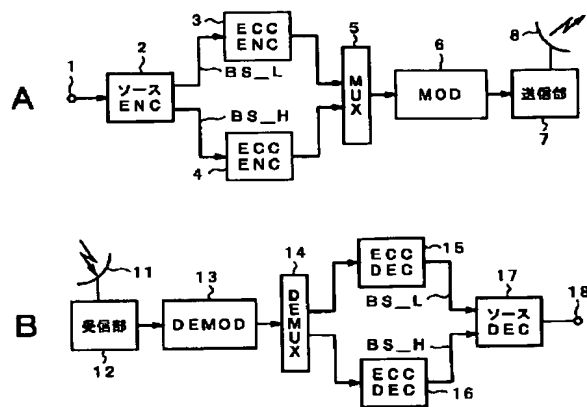 A
1
2
ソース
ENC
3
ECC
ENC
BS_L
BS_H
4
ECC
ENC
5
MUX
6
MOD
8
送信部
7
B
11
受信部
12
13
DEMOD
14
DEMUX
15
ECC
DEC
BS_L
BS_H
ECC
DEC
16
17
ソース
DEC
18